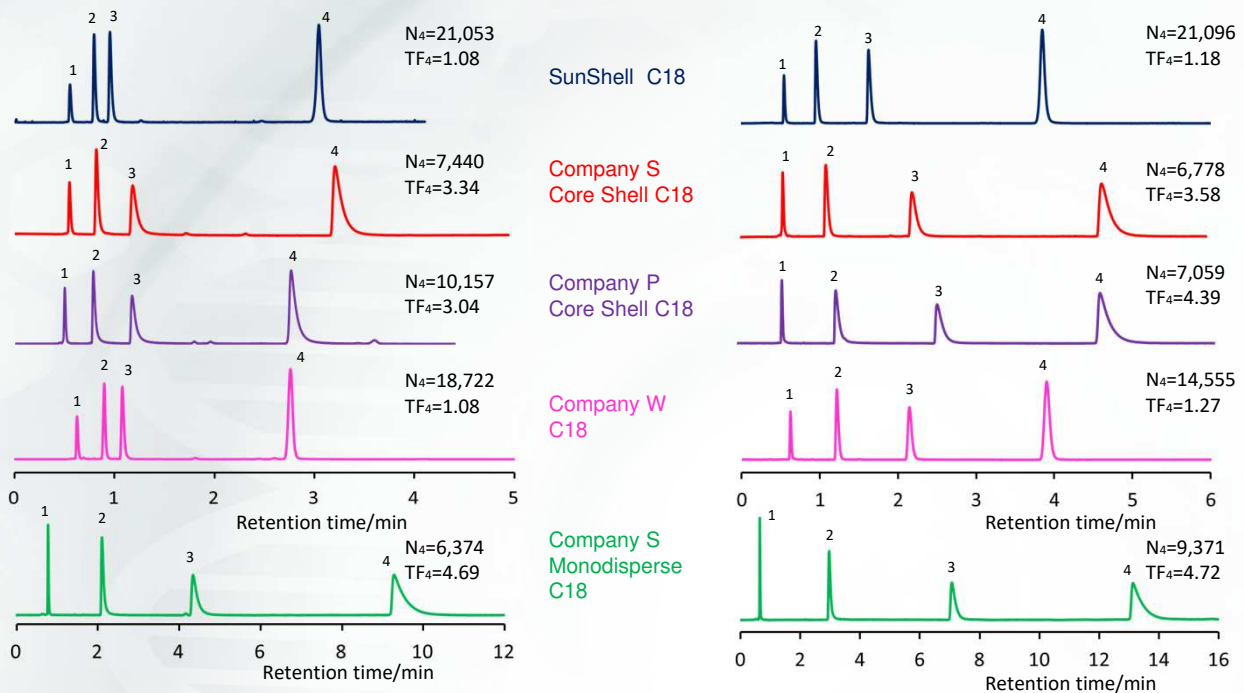 1
2
3
4
N₄=21,053
TF₄=1.08
SunShell C18
1
2
3
4
N₄=21,096
TF₄=1.18
1
2
3
4
N₄=7,440
TF₄=3.34
Company S
Core Shell C18
1
2
3
4
N₄=6,778
TF₄=3.58
1
2
3
4
N₄=10,157
TF₄=3.04
Company P
Core Shell C18
1
2
3
4
N₄=7,059
TF₄=4.39
1
2
3
4
N₄=18,722
TF₄=1.08
Company W
C18
1
2
3
4
N₄=14,555
TF₄=1.27
0 1 2 3 4 5
Retention time/min
0 1 2 3 4 5 6
Retention time/min
1
2
3
4
N₄=6,374
TF₄=4.69
Company S
Monodisperse
C18
1
2
3
4
N₄=9,371
TF₄=4.72
0 2 4 6 8 10 12
Retention time/min
0 2 4 6 8 10 12 14 16
Retention time/min